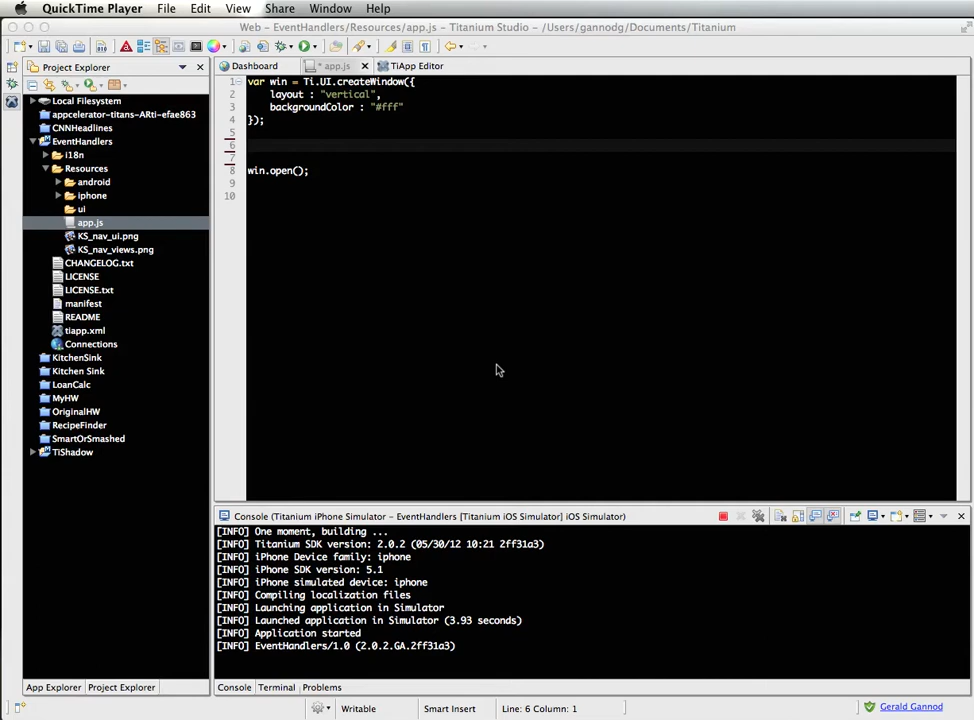 QuickTime Player File Edit View Share Window Help
Web – EventHandlers/Resources/app.js – Titanium Studio – /Users/gannodg/Documents/Titanium
Project Explorer
Dashboard
* app.js
TiApp Editor
Local Filesystem
appcelerator-titans-ARti-efae863
CNNHeadlines
EventHandlers
i18n
Resources
android
iphone
ui
app.js
KS_nav_ui.png
KS_nav_views.png
CHANGELOG.txt
LICENSE
LICENSE.txt
manifest
README
tiapp.xml
Connections
KitchenSink
Kitchen Sink
LoanCalc
MyHW
OriginalHW
RecipeFinder
SmartOrSmashed
TiShadow
App Explorer Project Explorer
1 var win = Ti.UI.createWindow({
2 layout : "vertical",
3 backgroundColor : "#fff"
4 });
5
6
7
8 win.open();
9
10
Console (Titanium iPhone Simulator – EventHandlers [Titanium iOS Simulator] iOS Simulator)
[INFO] One moment, building ...
[INFO] Titanium SDK version: 2.0.2 (05/30/12 10:21 2ff31a3)
[INFO] iPhone Device family: iphone
[INFO] iPhone SDK version: 5.1
[INFO] iPhone simulated device: iphone
[INFO] Compiling localization files
[INFO] Launching application in Simulator
[INFO] Launched application in Simulator (3.93 seconds)
[INFO] Application started
[INFO] EventHandlers/1.0 (2.0.2.GA.2ff31a3)
Console Terminal Problems
Writable Smart Insert Line: 6 Column: 1 Gerald Gannod